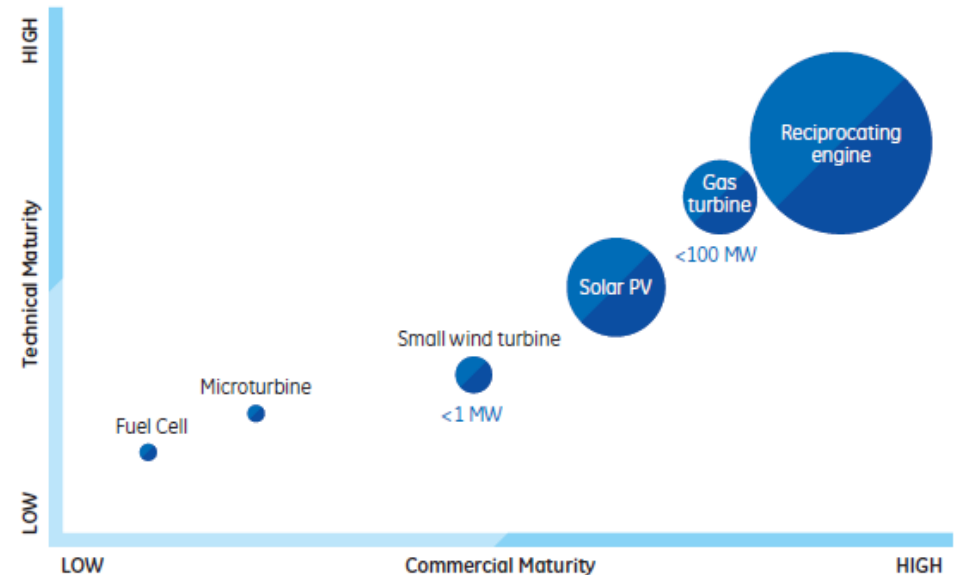 HIGH
Reciprocating
engine
Gas
turbine
<100 MW
Technical Maturity
Solar PV
Small wind turbine
<1 MW
Microturbine
Fuel Cell
LOW
LOW
Commercial Maturity
HIGH